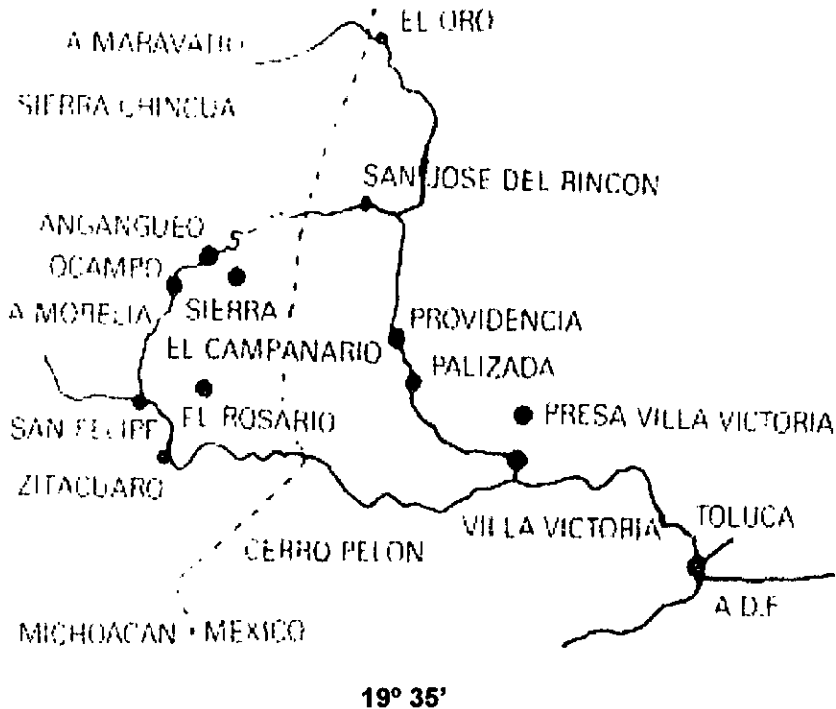 EL ORO
A MARAVATIO
SIERRA CHINCUA
SAN JOSE DEL RINCON
ANGANGUEO
OCAMPO
A MORELIA
SIERRA
EL CAMPANARIO
PROVIDENCIA
PALIZADA
EL ROSARIO
PRESA VILLA VICTORIA
SAN FELIPE
ZITACUARO
VILLA VICTORIA
TOLUCA
CERRO PELON
A D.F.
MICHOACAN • MEXICO
19º 35'